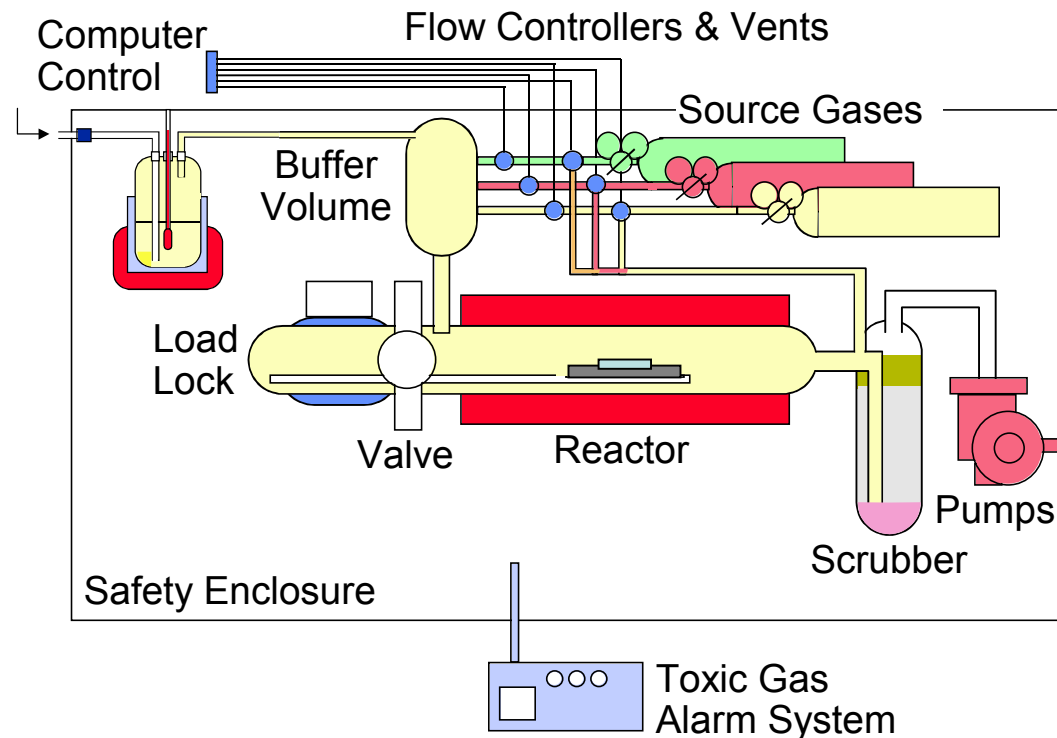 Computer
Control
Flow Controllers & Vents
Source Gases
Buffer
Volume
Load
Lock
Valve
Reactor
Pumps
Scrubber
Safety Enclosure
Toxic Gas
Alarm System